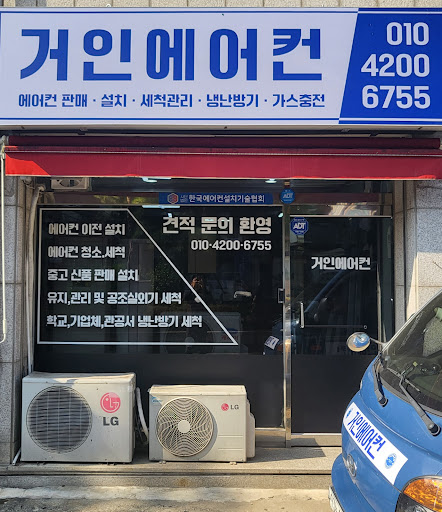 거인에어컨
에어컨 판매 · 설치 · 세척관리 · 냉난방기 · 가스충전
010
4200
6755
한국에어컨설치기술협회
ADT
에어컨 이전 설치
에어컨 청소,세척
중고 신품 판매 설치
유지,관리 및 공조실외기 세척
학교,기업체,관공서 냉난방기 세척
견적 문의 환영
010-4200-6755
ADT
거인에어컨
LG
LG
거인에어컨